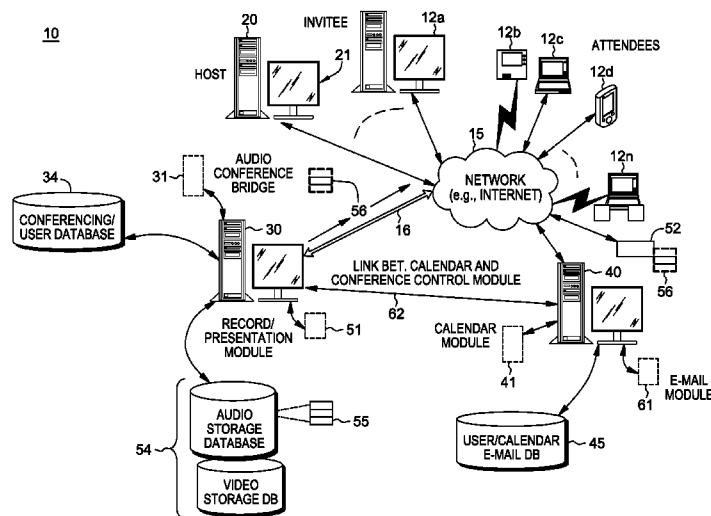 10
20
INVITEE
12a
12b
12c
ATTENDEES
12d
HOST
21
15
12n
34
31
AUDIO
CONFERENCE
BRIDGE
56
NETWORK
(e.g., INTERNET)
CONFERENCING/
USER DATABASE
30
16
52
40
56
LINK BET. CALENDAR AND
CONFERENCE CONTROL MODULE
62
RECORD/
PRESENTATION
MODULE
51
CALENDAR
MODULE
41
61
E-MAIL
MODULE
54
AUDIO
STORAGE
DATABASE
55
USER/CALENDAR
E-MAIL DB
45
VIDEO
STORAGE DB